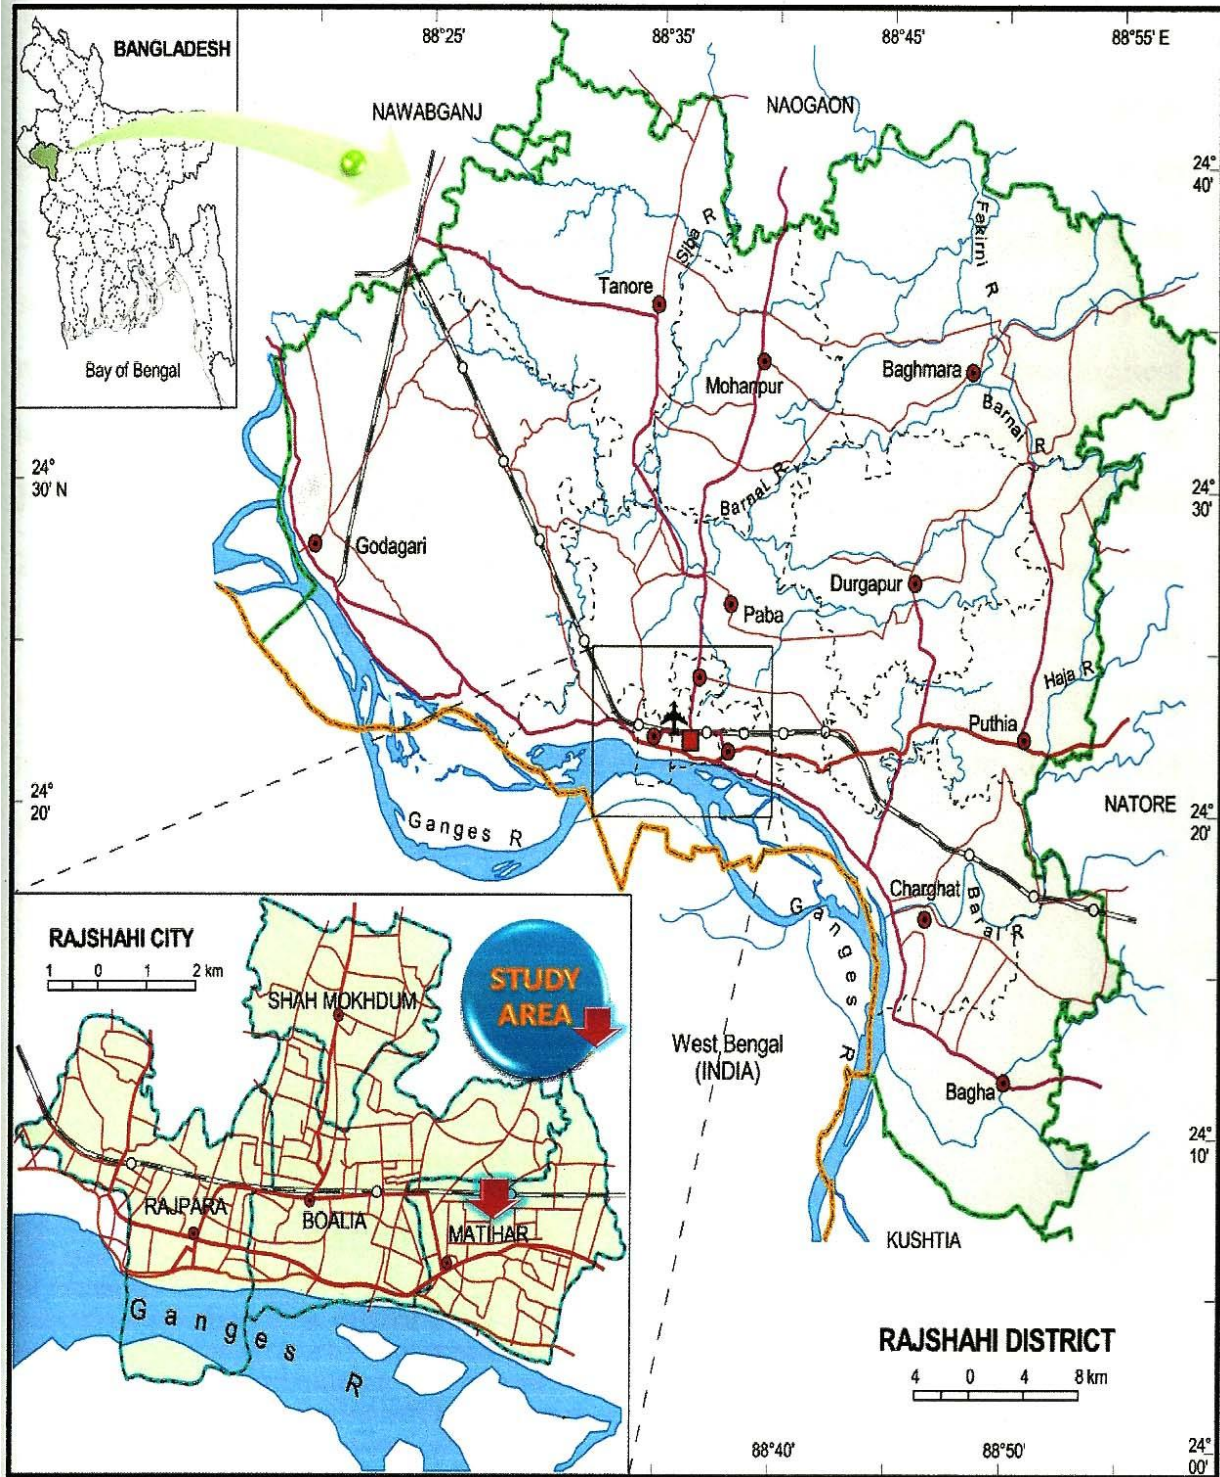 88°25'
88°35'
88°45'
88°55' E
BANGLADESH
NAWABGANJ
NAOGAON
24°
40'
Fakirni R
Siba R
Tanore
Bay of Bengal
Mohanpur
Baghmara
Barnai R
24°
30' N
Barnai R
24°
30'
Godagari
Durgapur
Paba
Haja R
Puthia
24°
20'
NATORE
24°
20'
Ganges R
Charghat
Baral R
Ganges R
RAJSHAHI CITY
1 0 1 2 km
STUDY
AREA
SHAH MOKHDUM
West Bengal
(INDIA)
Bagha
24°
10'
RAJPARA
BOALIA
MATIHAR
KUSHTIA
Ganges R
RAJSHAHI DISTRICT
4 0 4 8 km
88°40'
88°50'
24°
00'